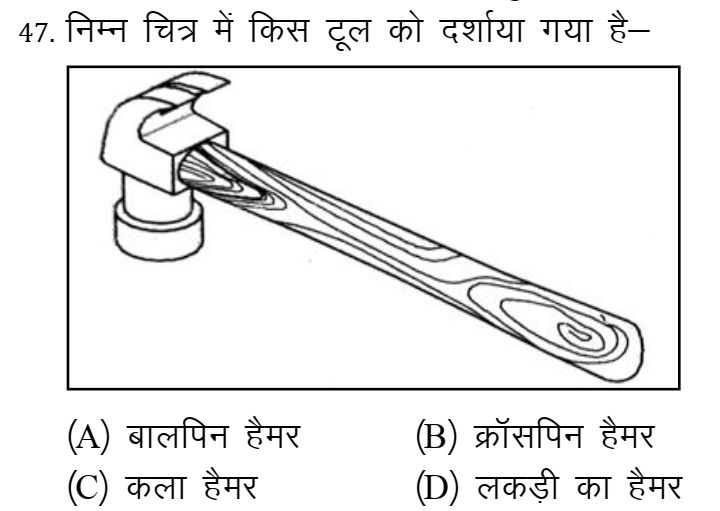 47. निम्न चित्र में किस टूल को दर्शाया गया है–
(A) बालपिन हैमर (B) क्रॉसपिन हैमर
(C) कला हैमर (D) लकड़ी का हैमर